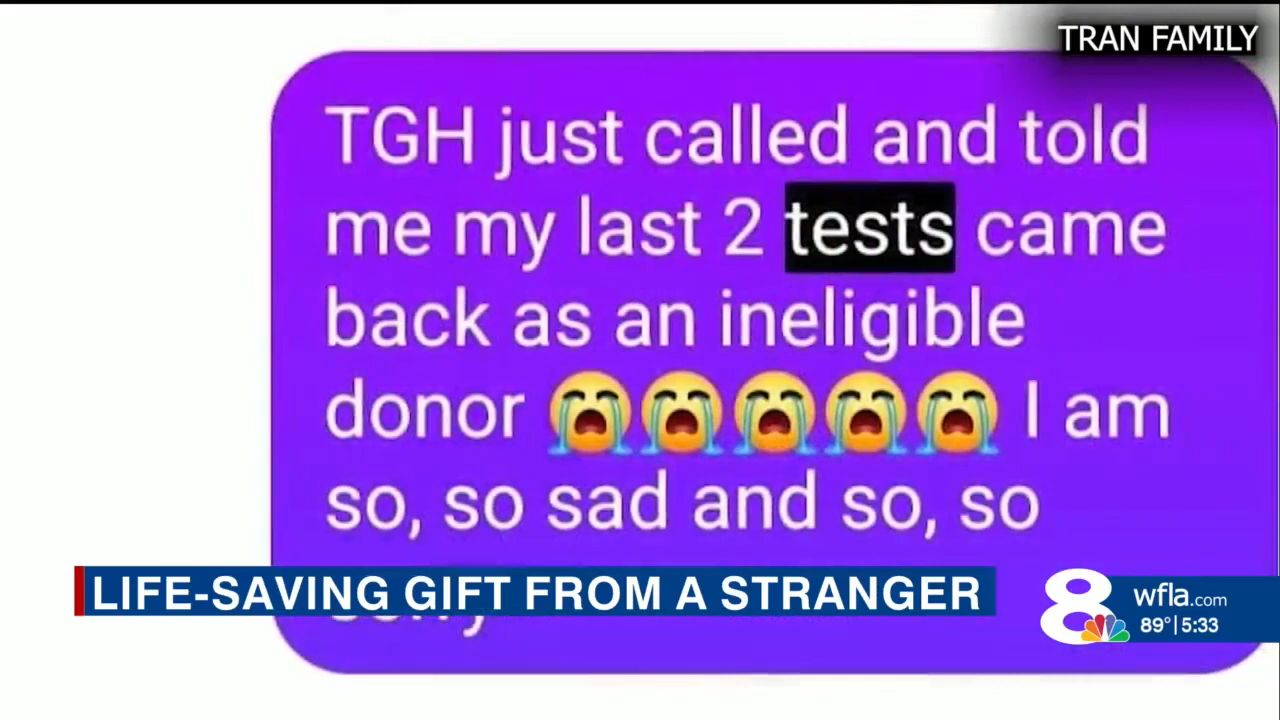 TRAN FAMILY
TGH just called and told
me my last 2 tests came
back as an ineligible
donor 😭😭😭😭😭 I am
so, so sad and so, so
LIFE-SAVING GIFT FROM A STRANGER
8
wfla.com
89° | 5:33